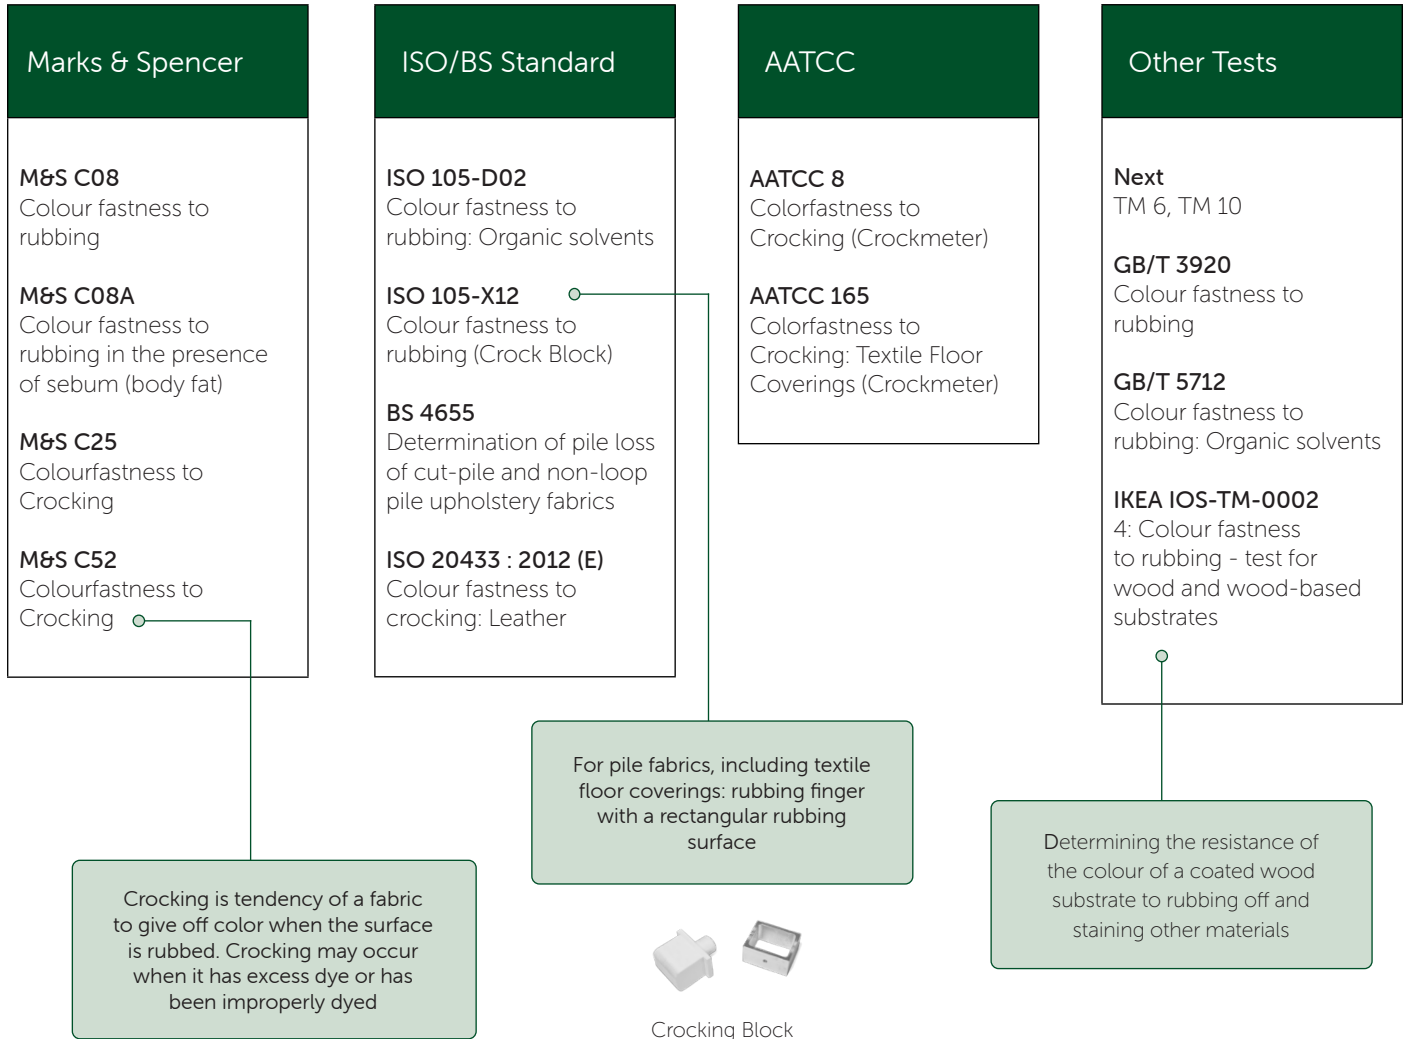 Marks & Spencer
M&S C08
Colour fastness to
rubbing
M&S C08A
Colour fastness to
rubbing in the presence
of sebum (body fat)
M&S C25
Colourfastness to
Crocking
M&S C52
Colourfastness to
Crocking
Crocking is tendency of a fabric
to give off color when the surface
is rubbed. Crocking may occur
when it has excess dye or has
been improperly dyed
ISO/BS Standard
ISO 105-D02
Colour fastness to
rubbing: Organic solvents
ISO 105-X12
Colour fastness to
rubbing (Crock Block)
BS 4655
Determination of pile loss
of cut-pile and non-loop
pile upholstery fabrics
ISO 20433 : 2012 (E)
Colour fastness to
crocking: Leather
For pile fabrics, including textile
floor coverings: rubbing finger
with a rectangular rubbing
surface
Crocking Block
AATCC
AATCC 8
Colorfastness to
Crocking (Crockmeter)
AATCC 165
Colorfastness to
Crocking: Textile Floor
Coverings (Crockmeter)
Other Tests
Next
TM 6, TM 10
GB/T 3920
Colour fastness to
rubbing
GB/T 5712
Colour fastness to
rubbing: Organic solvents
IKEA IOS-TM-0002
4: Colour fastness
to rubbing - test for
wood and wood-based
substrates
Determining the resistance of
the colour of a coated wood
substrate to rubbing off and
staining other materials